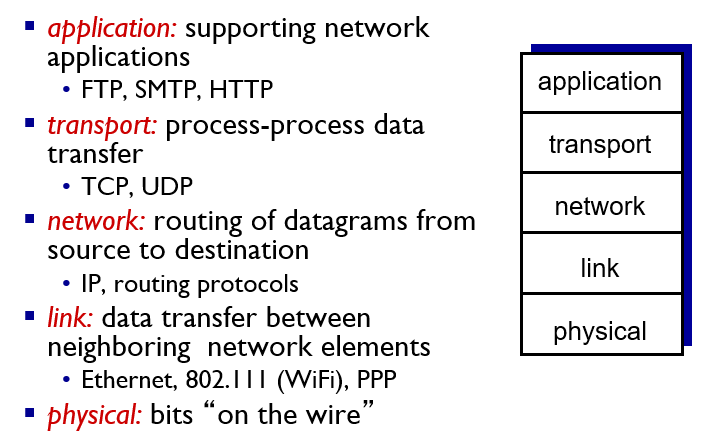 ▪ application: supporting network
applications
• FTP, SMTP, HTTP
▪ transport: process-process data
transfer
• TCP, UDP
▪ network: routing of datagrams from
source to destination
• IP, routing protocols
▪ link: data transfer between
neighboring network elements
• Ethernet, 802.111 (WiFi), PPP
▪ physical: bits “on the wire”
application
transport
network
link
physical